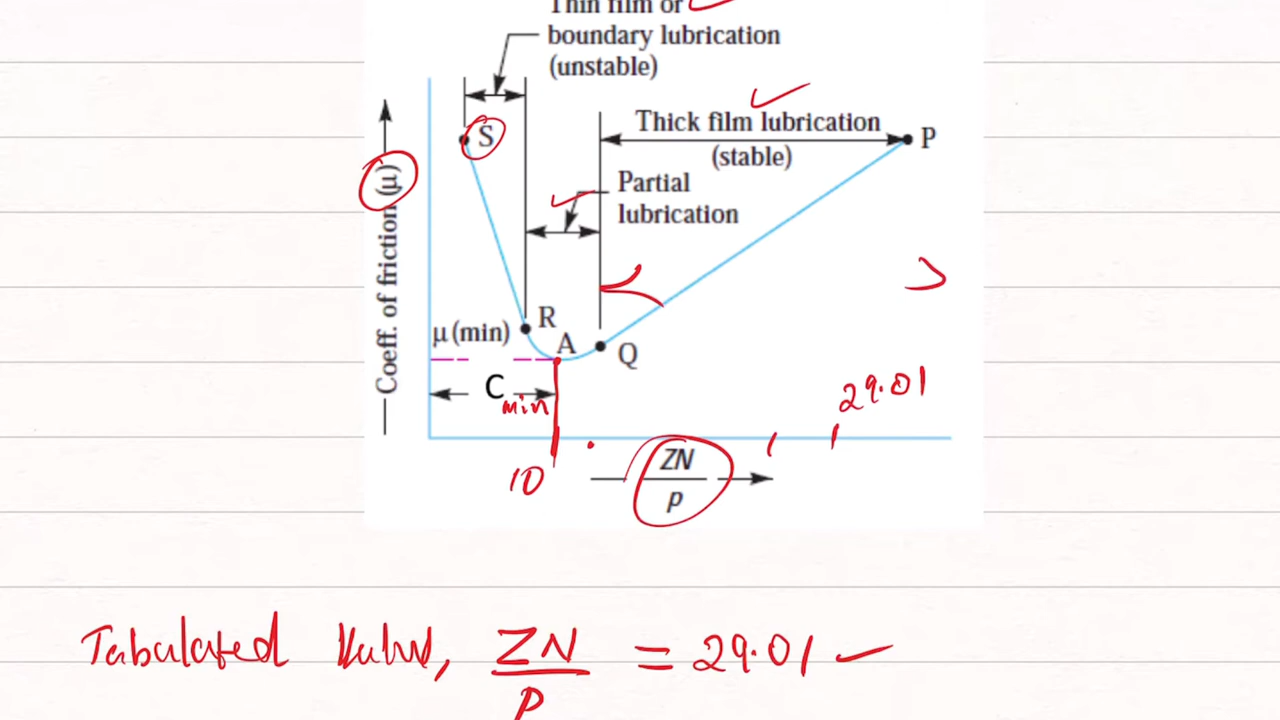 Thin film or
boundary lubrication
(unstable)
S
Thick film lubrication
(stable)
P
Partial
lubrication
Coeff. of friction (μ)
R
μ (min)
A
Q
C min
29.01
10
ZN
p
Tabulated Value, ZN/P = 29.01